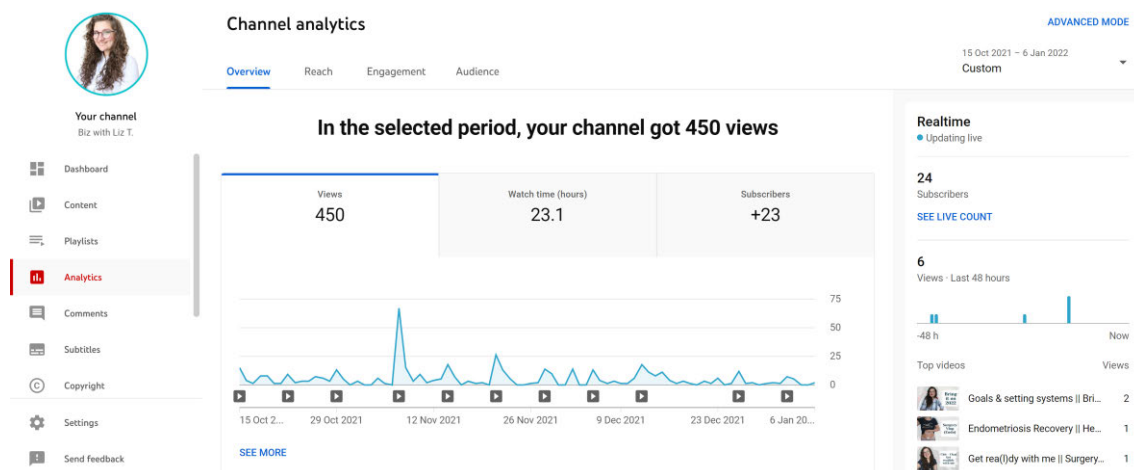 Channel analytics
ADVANCED MODE
15 Oct 2021 – 6 Jan 2022
Custom
Overview
Reach
Engagement
Audience
Your channel
Biz with Liz T.
Dashboard
Content
Playlists
Analytics
Comments
Subtitles
Copyright
Settings
Send feedback
In the selected period, your channel got 450 views
Views
450
Watch time (hours)
23.1
Subscribers
+23
75
50
25
0
15 Oct 2...
29 Oct 2021
12 Nov 2021
26 Nov 2021
9 Dec 2021
23 Dec 2021
6 Jan 20...
SEE MORE
Realtime
Updating live
24
Subscribers
SEE LIVE COUNT
6
Views · Last 48 hours
-48 h
Now
Top videos
Views
Goals & setting systems || Bri...
2
Endometriosis Recovery || He...
1
Get rea(l)dy with me || Surgery...
1